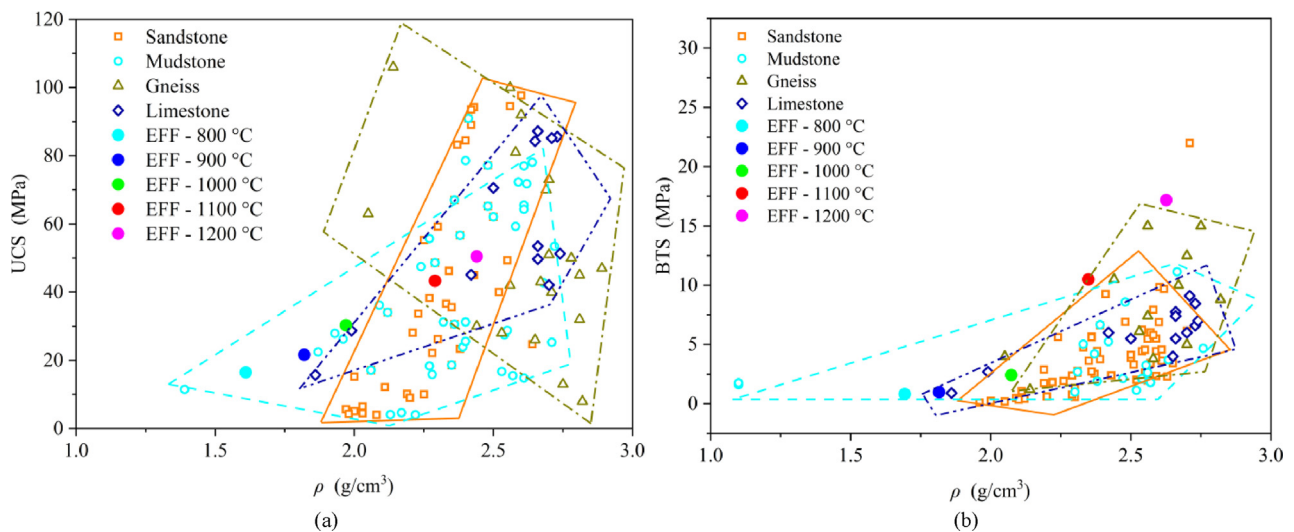 120
100
80
60
40
20
0
UCS (MPa)
Sandstone
Mudstone
Gneiss
Limestone
EFF - 800 °C
EFF - 900 °C
EFF - 1000 °C
EFF - 1100 °C
EFF - 1200 °C
1.0 1.5 2.0 2.5 3.0
ρ (g/cm³)
(a)
30
25
20
15
10
5
0
BTS (MPa)
Sandstone
Mudstone
Gneiss
Limestone
EFF - 800 °C
EFF - 900 °C
EFF - 1000 °C
EFF - 1100 °C
EFF - 1200 °C
1.0 1.5 2.0 2.5 3.0
ρ (g/cm³)
(b)